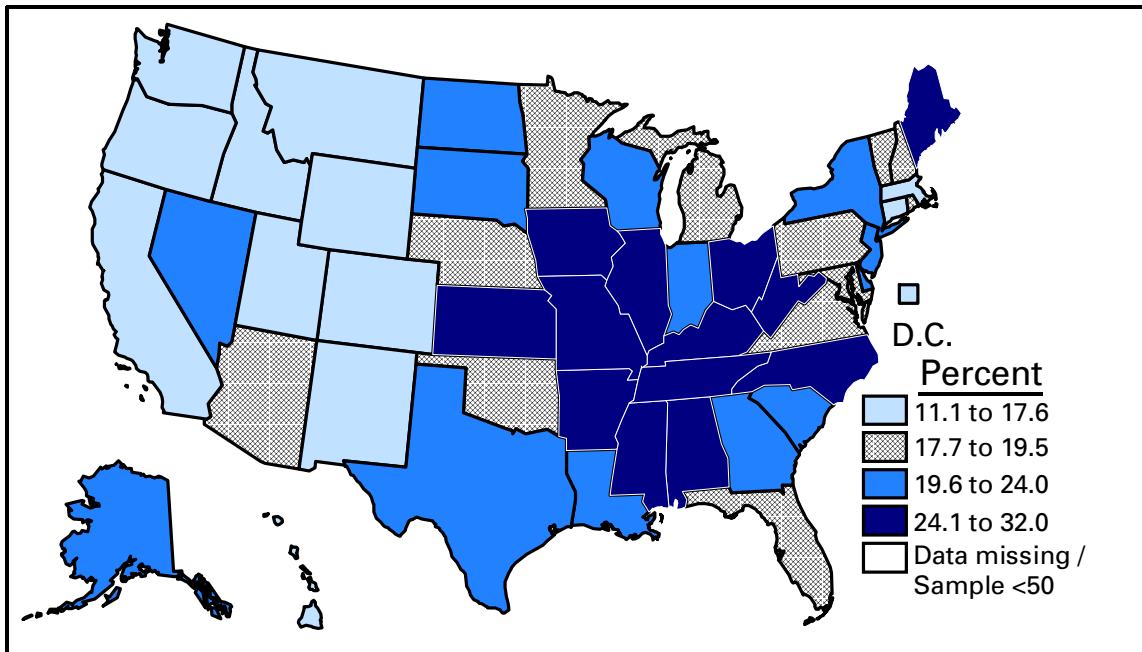 D.C.
Percent
11.1 to 17.6
17.7 to 19.5
19.6 to 24.0
24.1 to 32.0
Data missing /
Sample <50